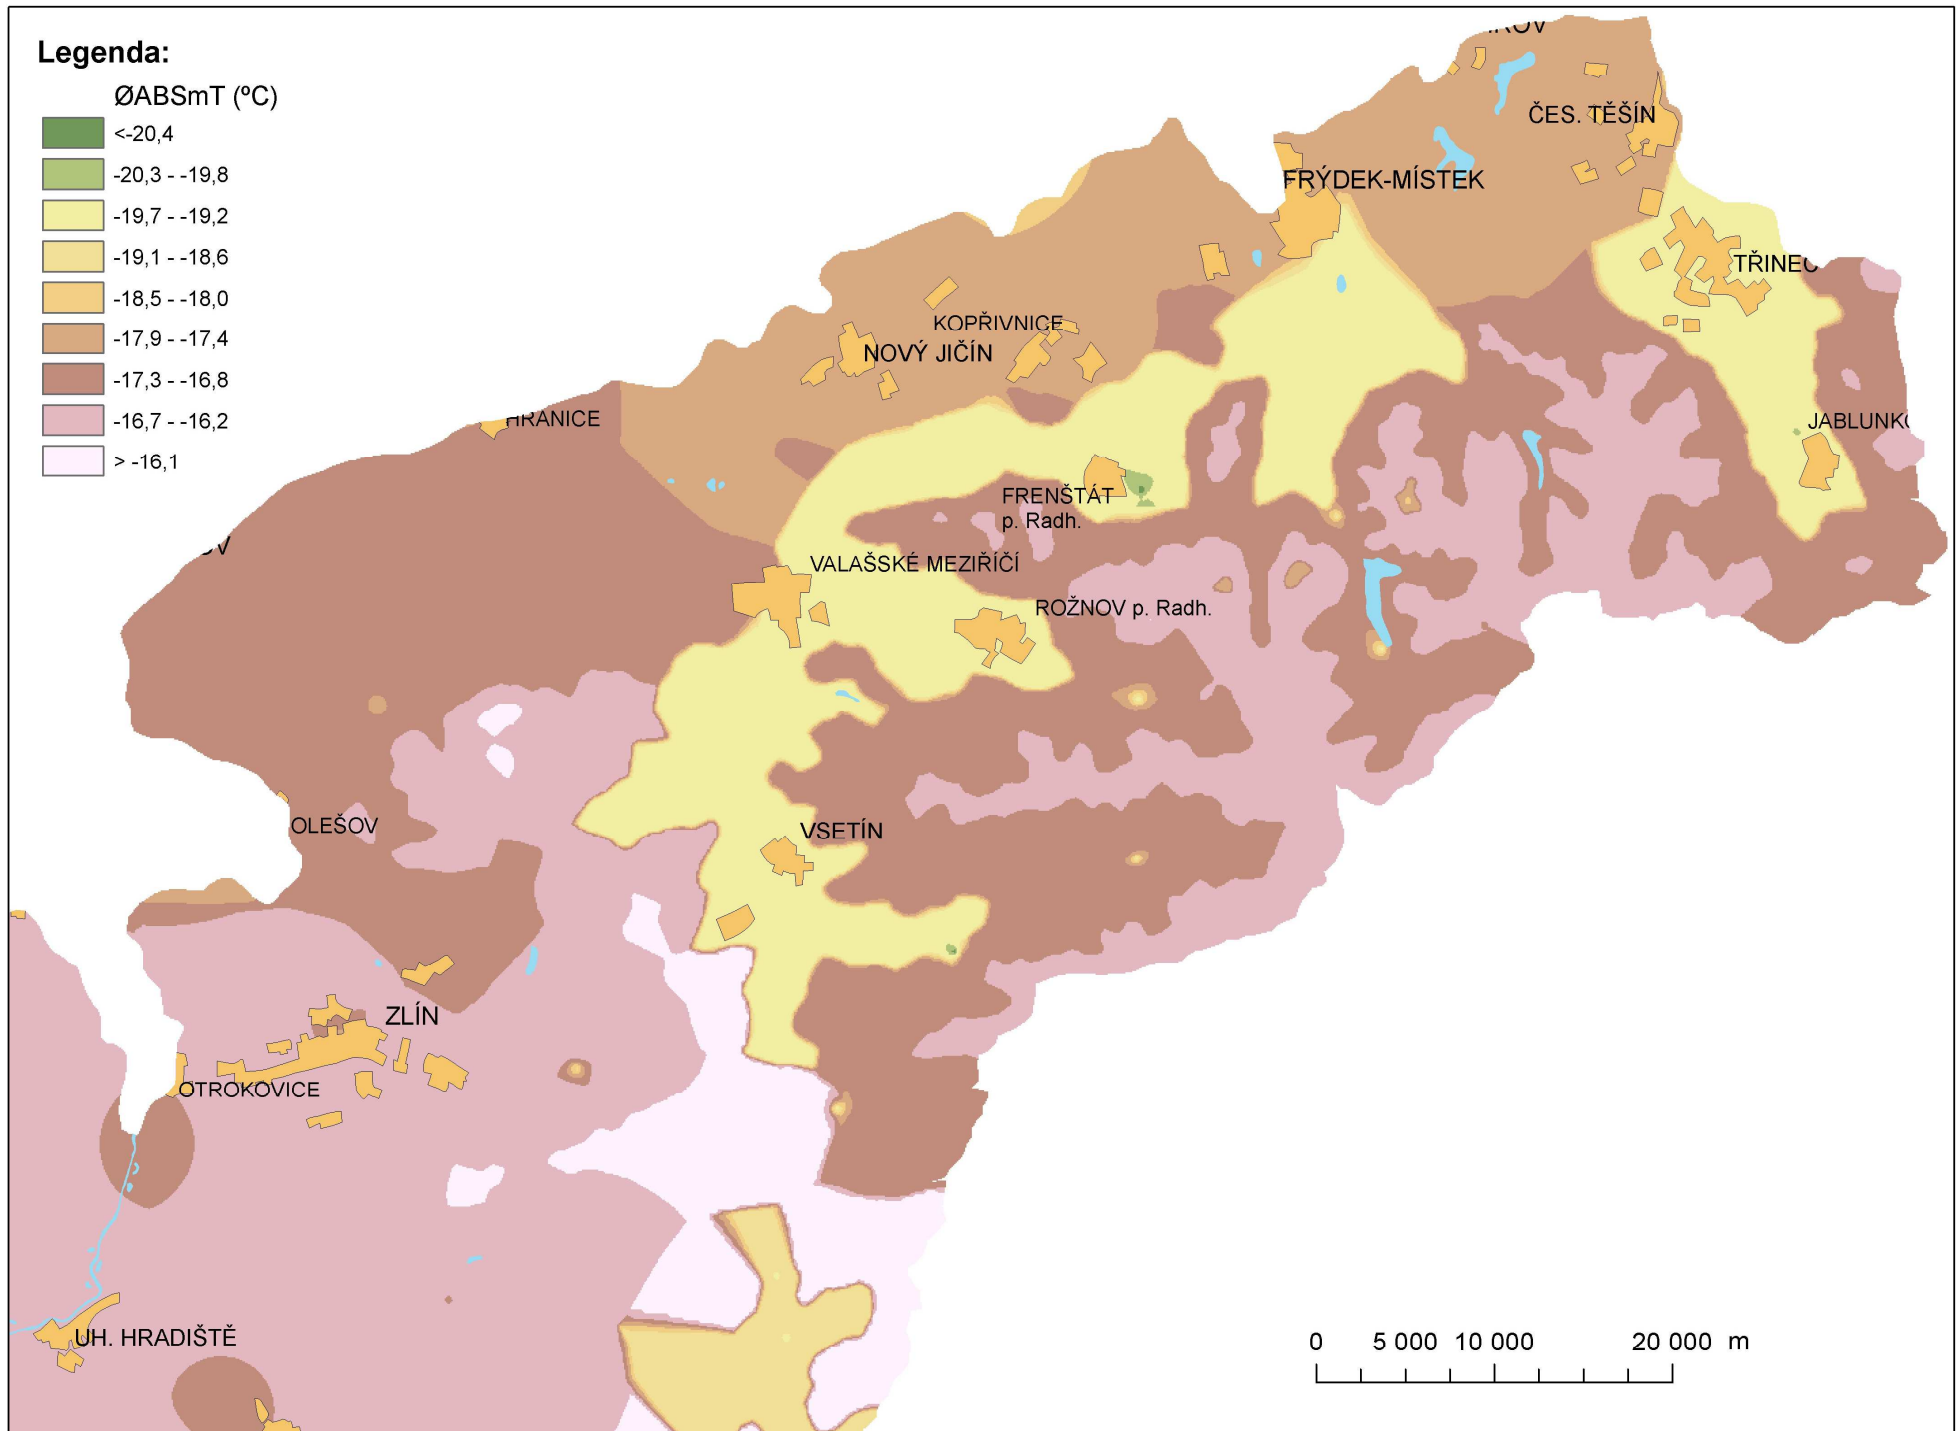 Legenda:
ØABSmT (ºC)
<-20,4
-20,3 - -19,8
-19,7 - -19,2
-19,1 - -18,6
-18,5 - -18,0
-17,9 - -17,4
-17,3 - -16,8
-16,7 - -16,2
> -16,1
ČES. TĚŠÍN
FRÝDEK-MÍSTEK
TŘINEC
KOPŘIVNICE
NOVÝ JIČÍN
HRANICE
JABLUNK
FRENŠTÁT
p. Radh.
VALAŠSKÉ MEZIŘÍČÍ
ROŽNOV p. Radh.
OLEŠOV
VSETÍN
ZLÍN
OTROKOVICE
UH. HRADIŠTĚ
0 5 000 10 000 20 000 m